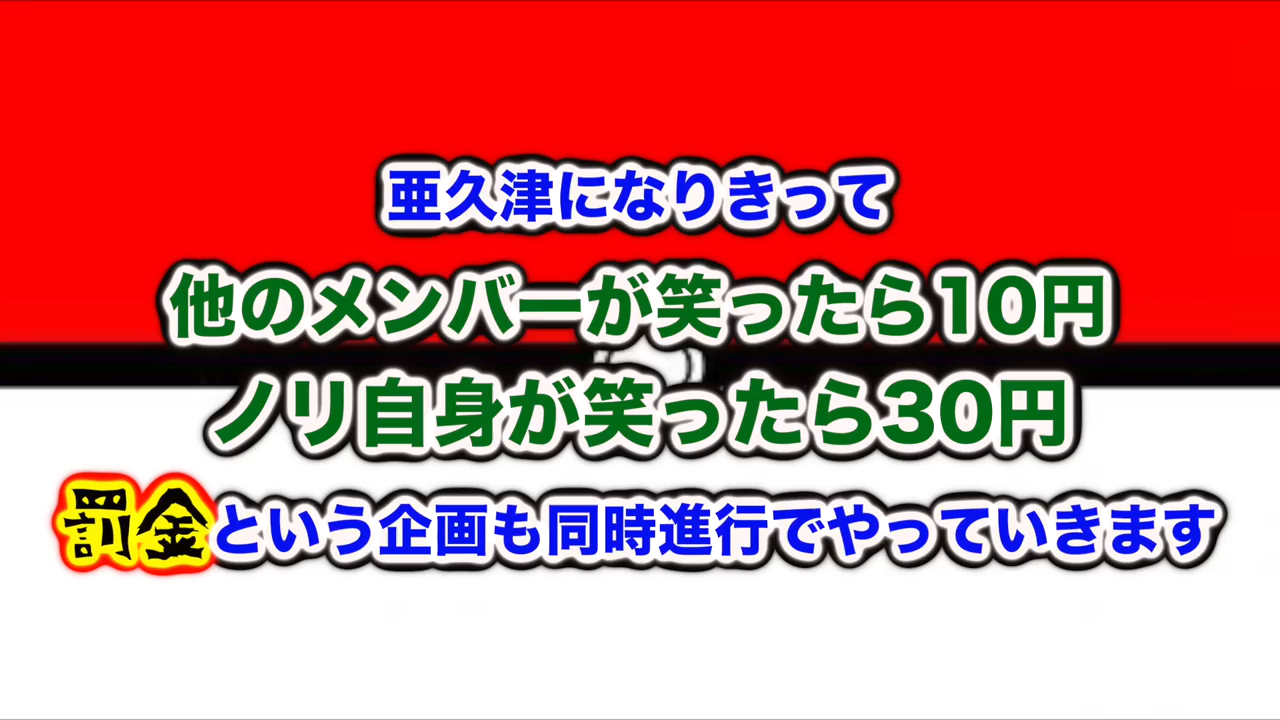 亜久津になりきって
他のメンバーが笑ったら10円
ノリ自身が笑ったら30円
罰金という企画も同時進行でやっていきます